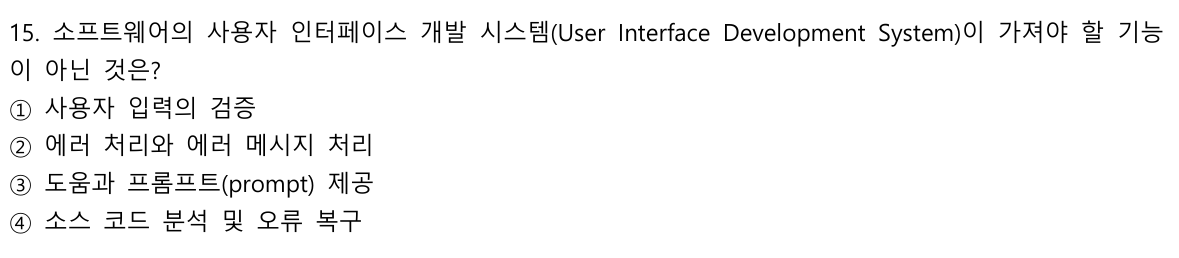 15. 소프트웨어의 사용자 인터페이스 개발 시스템(User Interface Development System)이 가져야 할 기능
이 아닌 것은?
① 사용자 입력의 검증
② 에러 처리와 에러 메시지 처리
③ 도움과 프롬프트(prompt) 제공
④ 소스 코드 분석 및 오류 복구